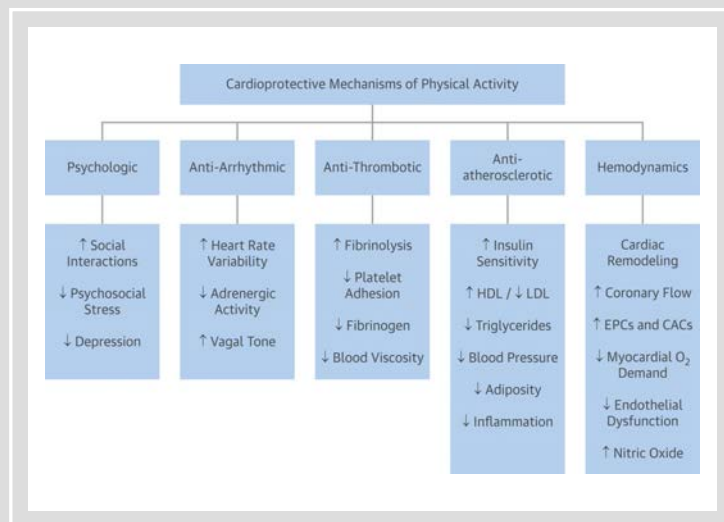 Cardioprotective Mechanisms of Physical Activity
Psychologic
Anti-Arrhythmic
Anti-Thrombotic
Anti-
atherosclerotic
Hemodynamics
↑ Social
Interactions
↓ Psychosocial
Stress
↓ Depression
↑ Heart Rate
Variability
↓ Adrenergic
Activity
↑ Vagal Tone
↑ Fibrinolysis
↓ Platelet
Adhesion
↓ Fibrinogen
↓ Blood Viscosity
↑ Insulin
Sensitivity
↑ HDL / ↓ LDL
↓ Triglycerides
↓ Blood Pressure
↓ Adiposity
↓ Inflammation
Cardiac
Remodeling
↑ Coronary Flow
↑ EPCs and CACs
↓ Myocardial O₂
Demand
↓ Endothelial
Dysfunction
↑ Nitric Oxide